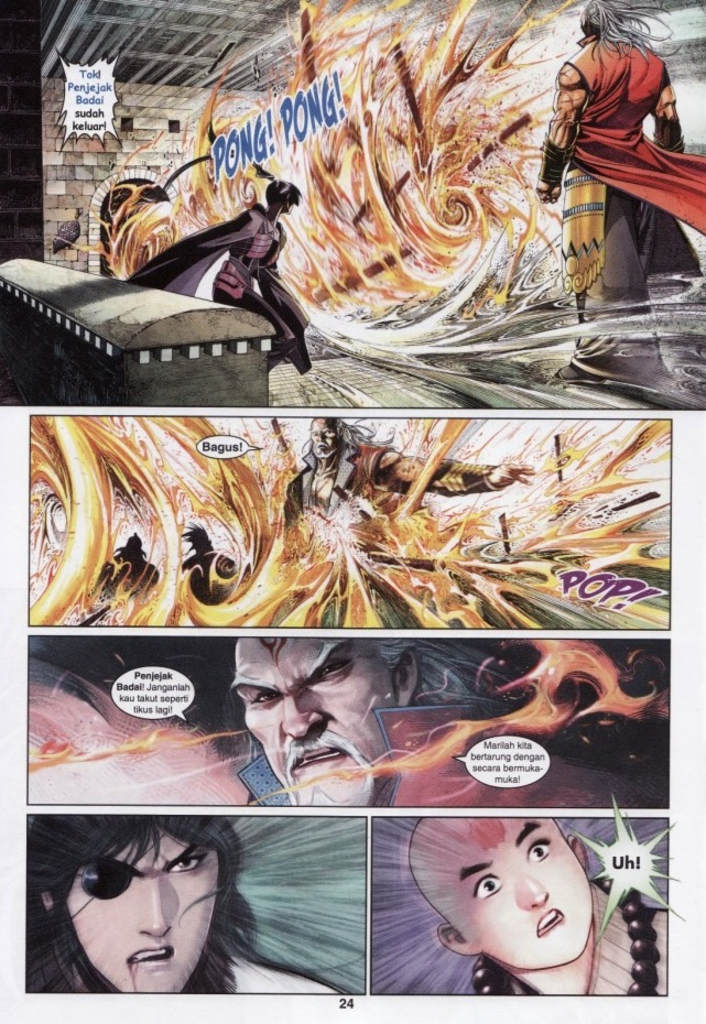 Tok!
Penjejak
Badai
sudah
keluar!
PONG! PONG!
Bagus!
POP!
Penjejak
Badai! Janganlah
kau takut seperti
tikus lagi!
Marilah kita
bertarung dengan
secara bermuka-
muka!
Uh!
24